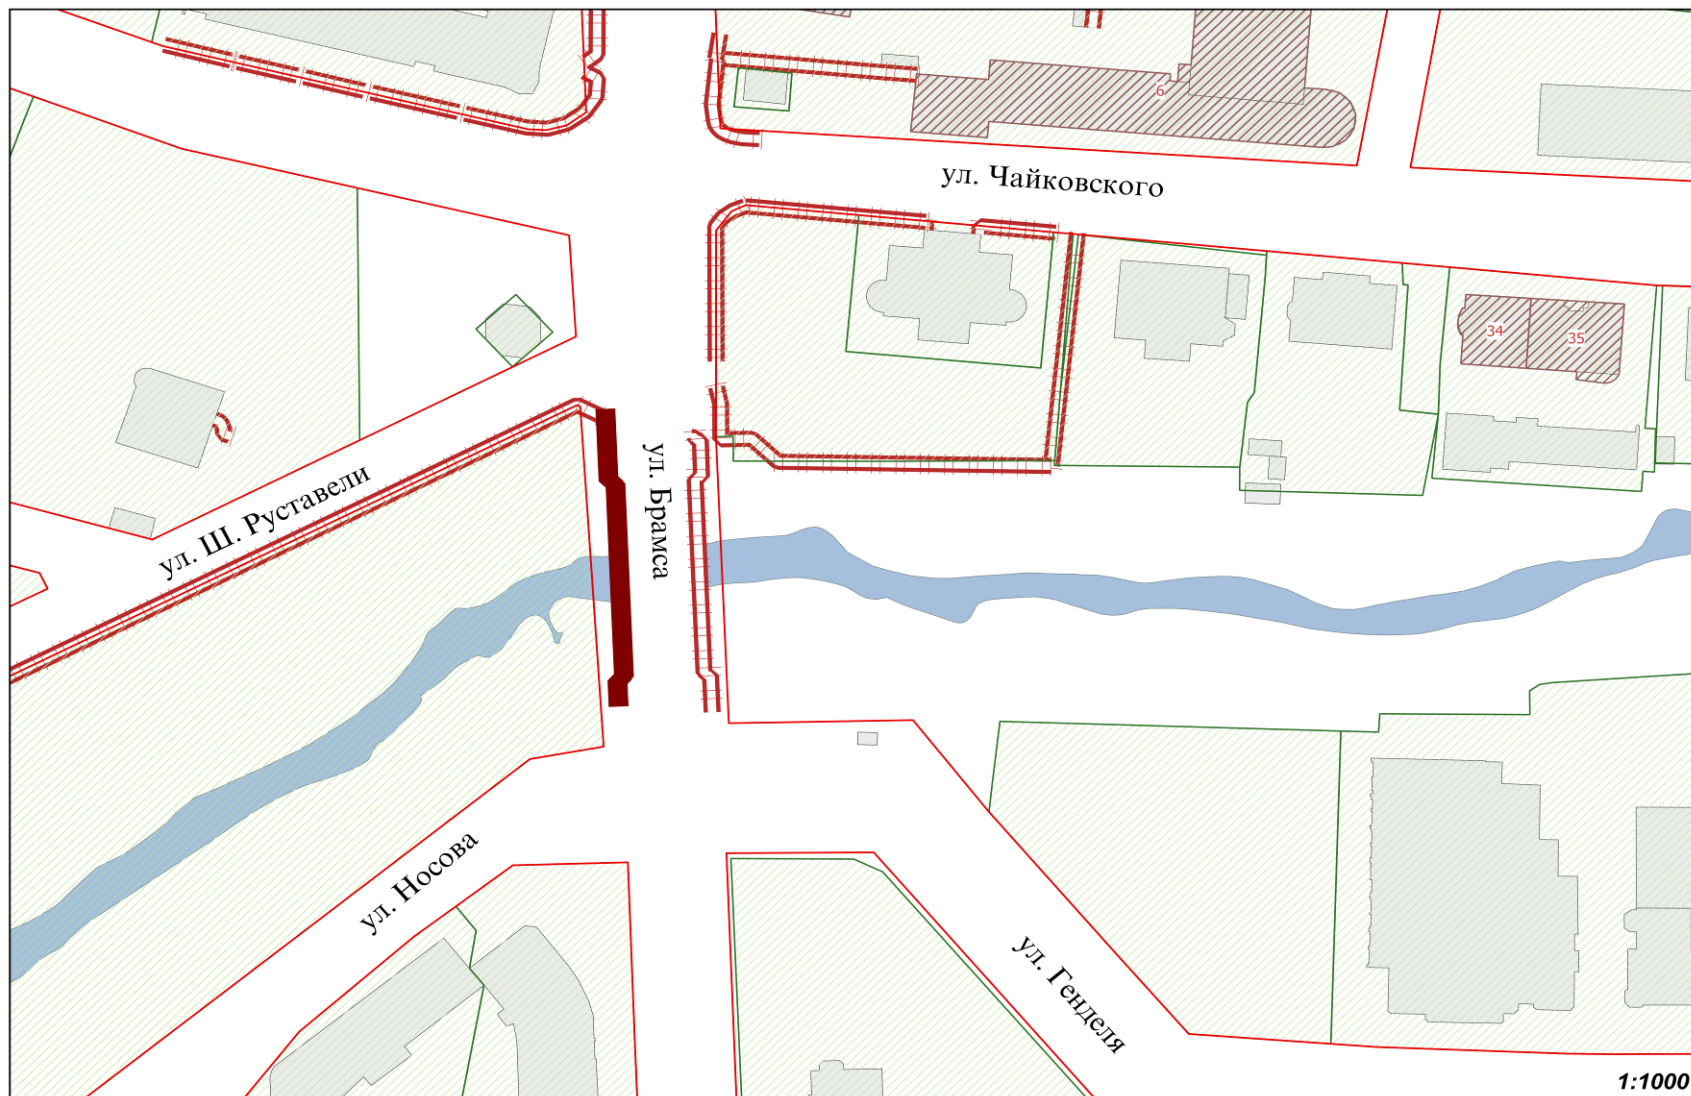 6
ул. Чайковского
34
35
ул. Брамса
ул. Ш. Руставели
ул. Носова
ул. Генделя
1:1000